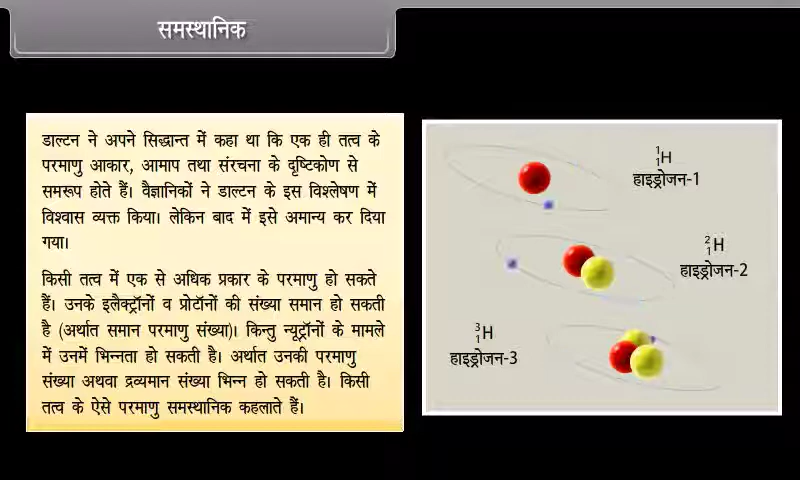 समस्थानिक
डाल्टन ने अपने सिद्धान्त में कहा था कि एक ही तत्व के
परमाणु आकार, आमाप तथा संरचना के दृष्टिकोण से
समरूप होते हैं। वैज्ञानिकों ने डाल्टन के इस विश्लेषण में
विश्वास व्यक्त किया। लेकिन बाद में इसे अमान्य कर दिया
गया।
किसी तत्व में एक से अधिक प्रकार के परमाणु हो सकते
हैं। उनके इलैक्ट्रॉनों व प्रोटॉनों की संख्या समान हो सकती
है (अर्थात समान परमाणु संख्या)। किन्तु न्यूट्रॉनों के मामले
में उनमें भिन्नता हो सकती है। अर्थात उनकी परमाणु
संख्या अथवा द्रव्यमान संख्या भिन्न हो सकती है। किसी
तत्व के ऐसे परमाणु समस्थानिक कहलाते हैं।
¹₁H
हाइड्रोजन-1
²₁H
हाइड्रोजन-2
³₁H
हाइड्रोजन-3